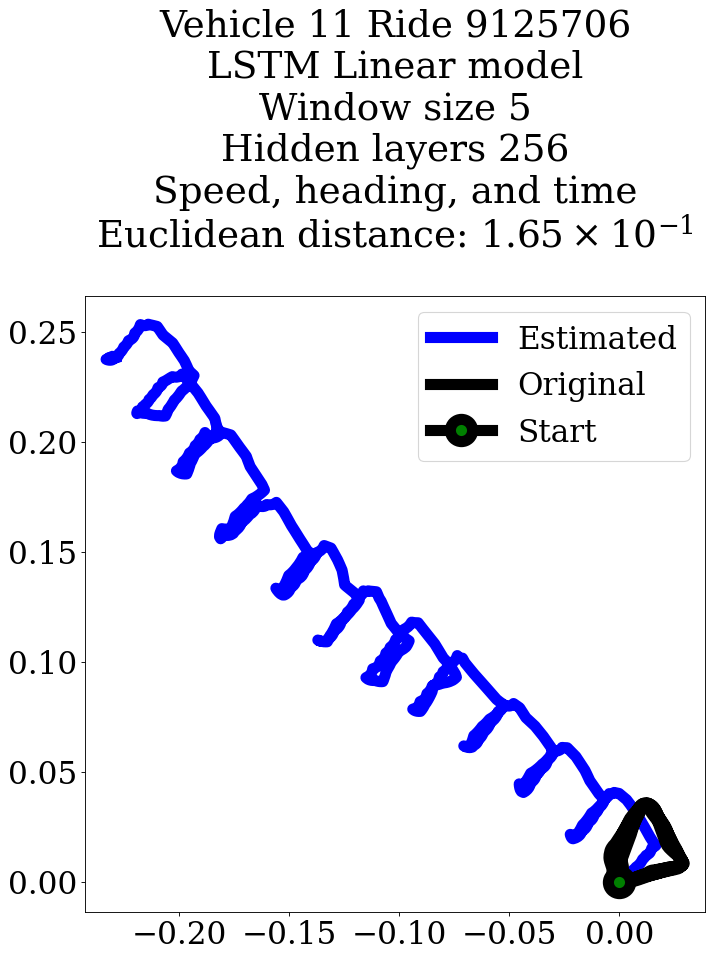 Vehicle 11 Ride 9125706
LSTM Linear model
Window size 5
Hidden layers 256
Speed, heading, and time
Euclidean distance: 1.65 × 10⁻¹
Estimated
Original
Start
0.25
0.20
0.15
0.10
0.05
0.00
−0.20 −0.15 −0.10 −0.05 0.00